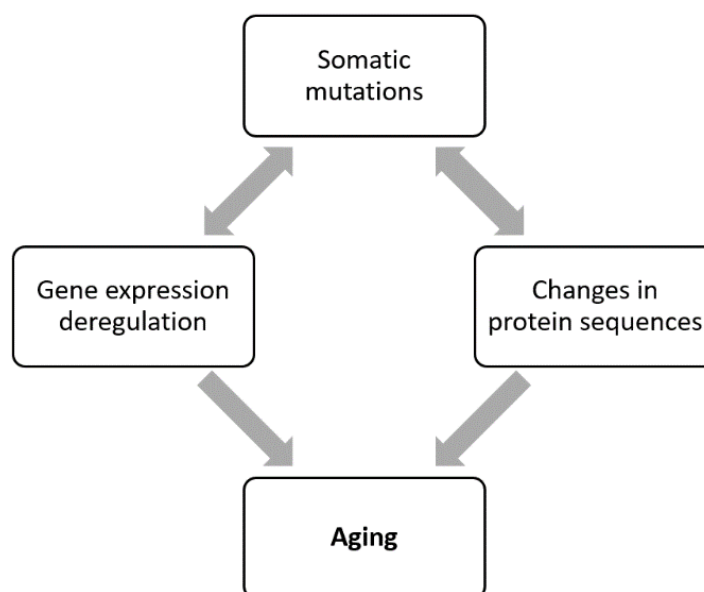 Somatic
mutations
Gene expression
deregulation
Changes in
protein sequences
Aging